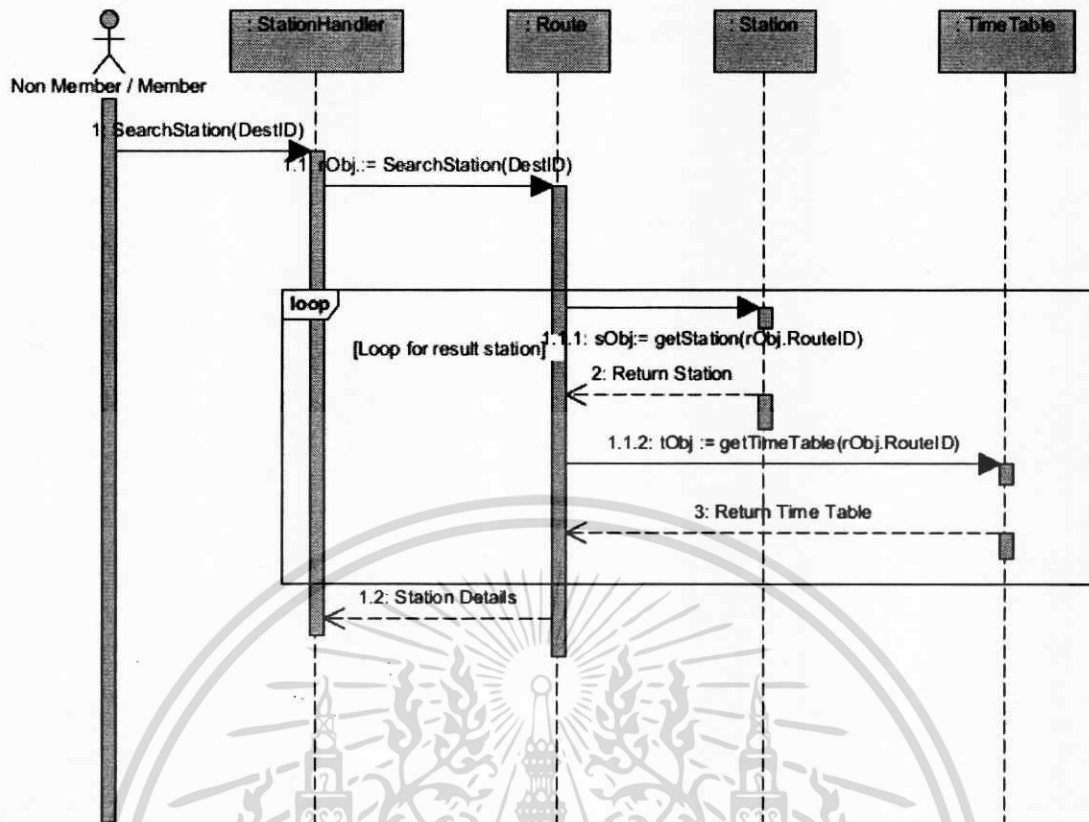 : StationHandler
: Route
: Station
: TimeTable
Non Member / Member
1: SearchStation(DestID)
1.1: rObj.:= SearchStation(DestID)
loop
[Loop for result station]
1.1.1: sObj:= getStation(rObj.RouteID)
2: Return Station
1.1.2: tObj := getTimeTable(rObj.RouteID)
3: Return Time Table
1.2: Station Details